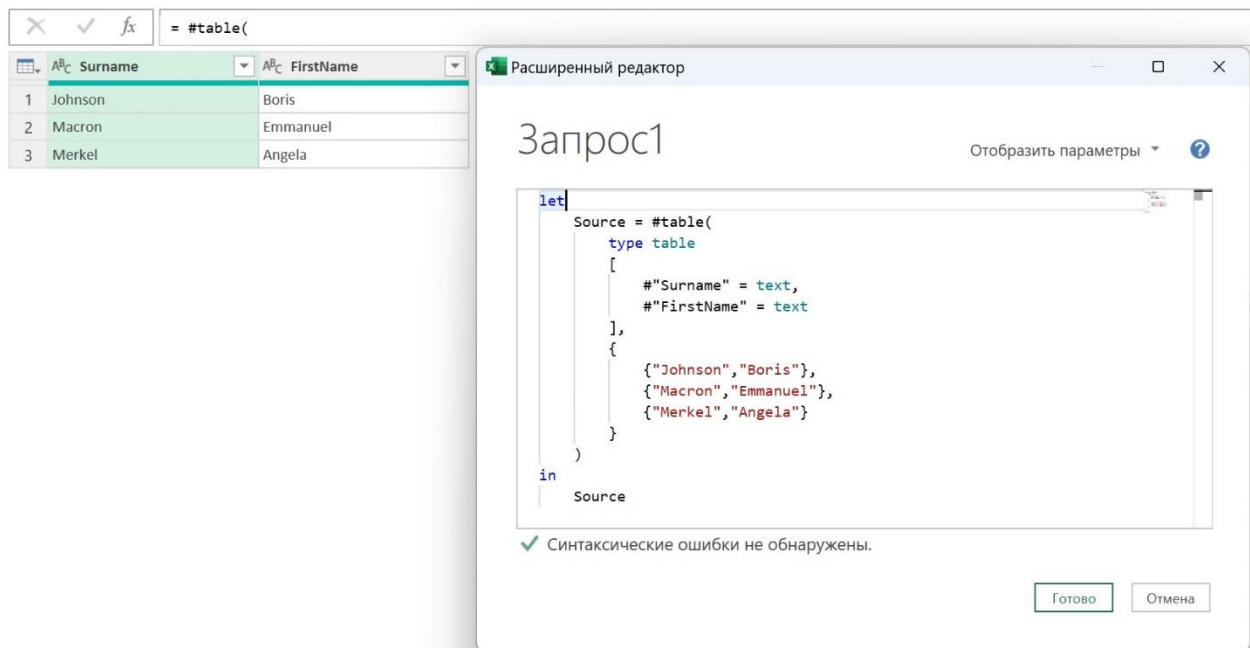 fx = #table(
ABC Surname ABC FirstName
1 Johnson Boris
2 Macron Emmanuel
3 Merkel Angela
Расширенный редактор
Запрос1
Отобразить параметры
let
Source = #table(
type table
[
#"Surname" = text,
#"FirstName" = text
],
{
{"Johnson","Boris"},
{"Macron","Emmanuel"},
{"Merkel","Angela"}
}
)
in
Source
Синтаксические ошибки не обнаружены.
Готово Отмена